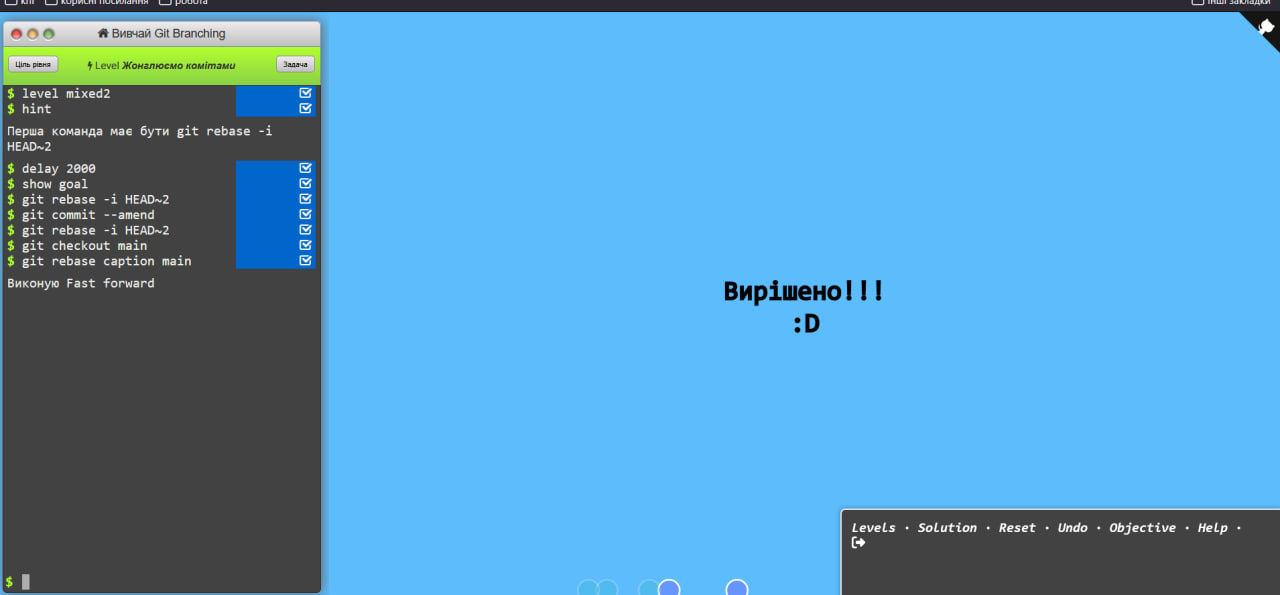 кпі корисні посилання робота Інші закладки
Вивчай Git Branching
Ціль рівня Level Жонглюємо комітами Задача
$ level mixed2
$ hint
Перша команда має бути git rebase -i
HEAD~2
$ delay 2000
$ show goal
$ git rebase -i HEAD~2
$ git commit --amend
$ git rebase -i HEAD~2
$ git checkout main
$ git rebase caption main
Виконую Fast forward
$
Вирішено!!!
:D
Levels · Solution · Reset · Undo · Objective · Help ·